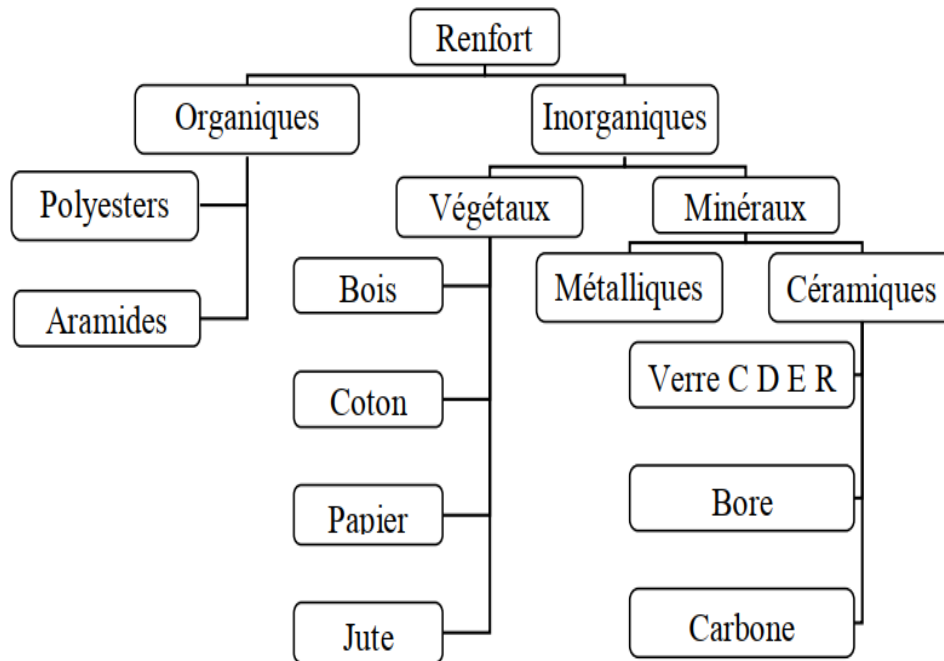 Renfort
Organiques
Inorganiques
Polyesters
Aramides
Végétaux
Minéraux
Bois
Coton
Papier
Jute
Métalliques
Céramiques
Verre C D E R
Bore
Carbone